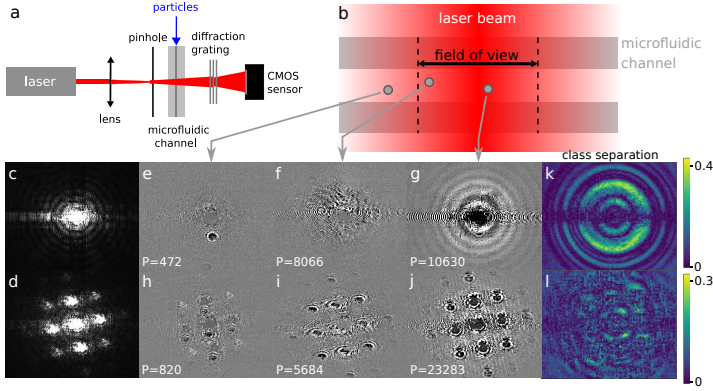 a
particles
pinhole
diffraction
grating
laser
CMOS
sensor
lens
microfluidic
channel
b
laser beam
field of view
microfluidic
channel
c
e
P=472
f
P=8066
g
P=10630
class separation
k
0.4
0
d
h
P=820
i
P=5684
j
P=23283
l
0.3
0